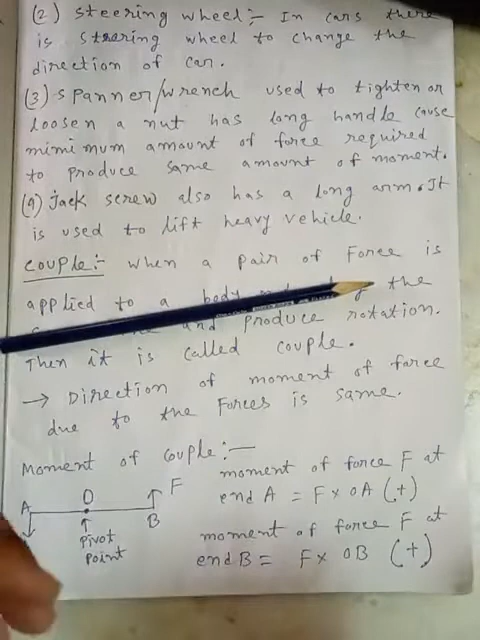 (2) steering wheel:- In cars there
is starring wheel to change the
direction of car.
(3) spanner/wrench used to tighten or
loosen a nut has long handle cause
mimimum amount of force required
to produce same amount of moment.
(4) Jack screw also has a long arm. It
is used to lift heavy vehicle.
couple:- when a pair of Force is
applied to a body the
and produce rotation.
Then it is called couple.
→ Direction of moment of force
due to the Forces is same.
Moment of couple:-
A O B F
Pivot
Point
moment of force F at
end A = F x OA (+)
moment of force F at
end B = F x OB (+)